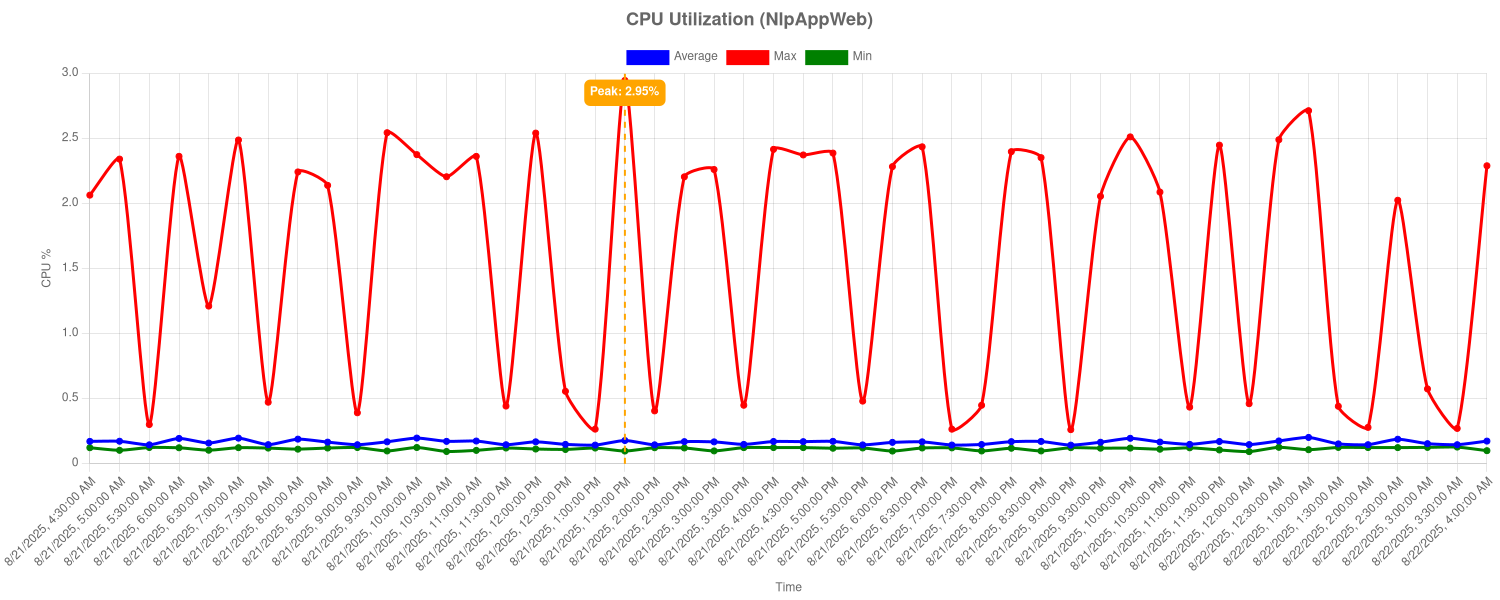 CPU Utilization (NlpAppWeb)
Average Max Min
3.0
Peak: 2.95%
2.5
2.0
1.5
CPU %
1.0
0.5
0
8/21/2025, 4:30:00 AM
8/21/2025, 5:00:00 AM
8/21/2025, 5:30:00 AM
8/21/2025, 6:00:00 AM
8/21/2025, 6:30:00 AM
8/21/2025, 7:00:00 AM
8/21/2025, 7:30:00 AM
8/21/2025, 8:00:00 AM
8/21/2025, 8:30:00 AM
8/21/2025, 9:00:00 AM
8/21/2025, 9:30:00 AM
8/21/2025, 10:00:00 AM
8/21/2025, 10:30:00 AM
8/21/2025, 11:00:00 AM
8/21/2025, 11:30:00 AM
8/21/2025, 12:00:00 PM
8/21/2025, 12:30:00 PM
8/21/2025, 1:00:00 PM
8/21/2025, 1:30:00 PM
8/21/2025, 2:00:00 PM
8/21/2025, 2:30:00 PM
8/21/2025, 3:00:00 PM
8/21/2025, 3:30:00 PM
8/21/2025, 4:00:00 PM
8/21/2025, 4:30:00 PM
8/21/2025, 5:00:00 PM
8/21/2025, 5:30:00 PM
8/21/2025, 6:00:00 PM
8/21/2025, 6:30:00 PM
8/21/2025, 7:00:00 PM
8/21/2025, 7:30:00 PM
8/21/2025, 8:00:00 PM
8/21/2025, 8:30:00 PM
8/21/2025, 9:00:00 PM
8/21/2025, 9:30:00 PM
8/21/2025, 10:00:00 PM
8/21/2025, 10:30:00 PM
8/21/2025, 11:00:00 PM
8/21/2025, 11:30:00 PM
8/22/2025, 12:00:00 AM
8/22/2025, 12:30:00 AM
8/22/2025, 1:00:00 AM
8/22/2025, 1:30:00 AM
8/22/2025, 2:00:00 AM
8/22/2025, 2:30:00 AM
8/22/2025, 3:00:00 AM
8/22/2025, 3:30:00 AM
8/22/2025, 4:00:00 AM
Time